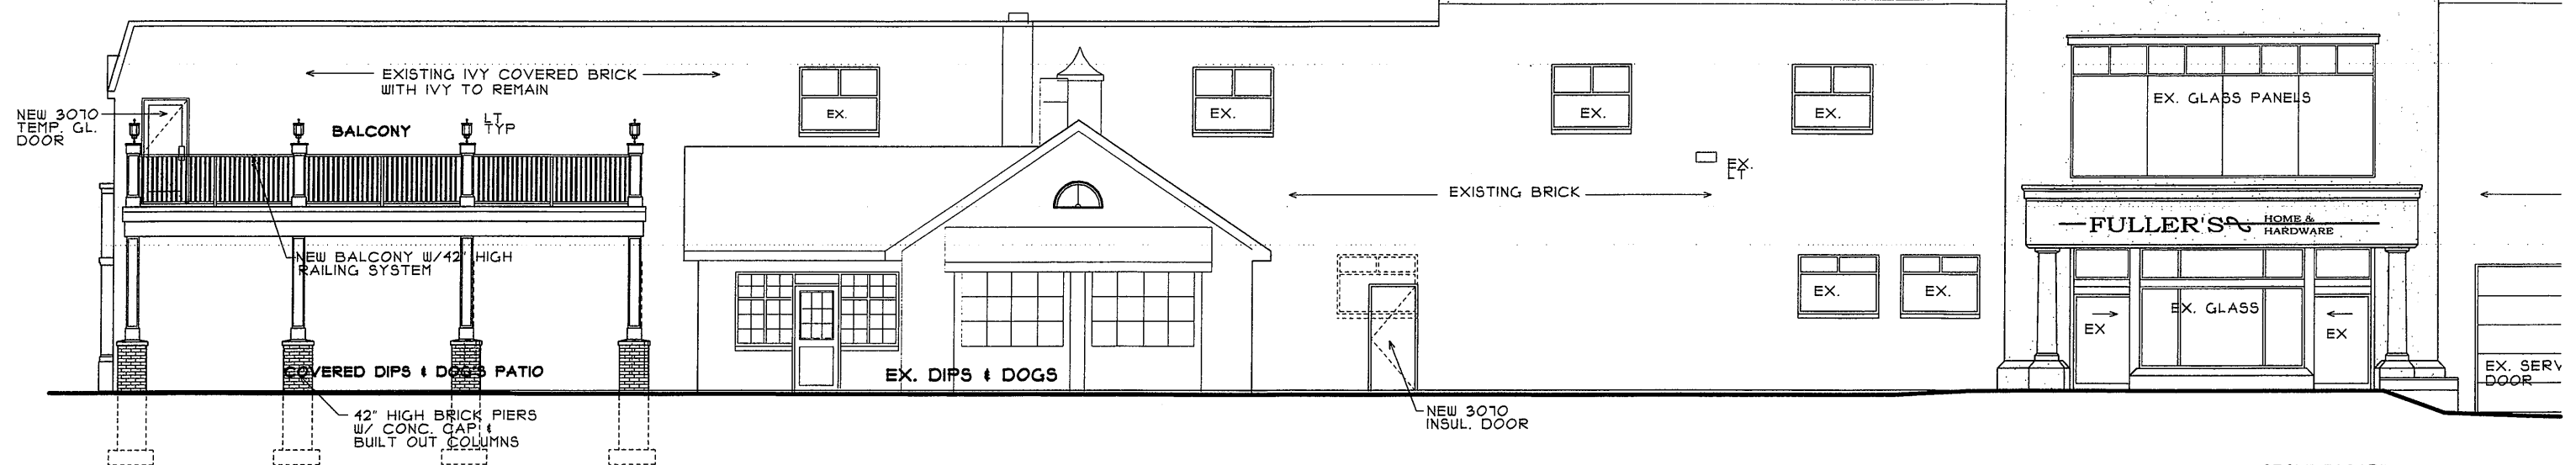 EXISTING IVY COVERED BRICK
WITH IVY TO REMAIN
NEW 3070
TEMP. GL.
DOOR
BALCONY
LT
TYP
EX.
EX.
EX.
EX.
EX. GLASS PANELS
EX.
LT
EXISTING BRICK
FULLER'S HOME &
HARDWARE
NEW BALCONY W/42" HIGH
RAILING SYSTEM
EX.
EX.
EX. GLASS
EX
EX
COVERED DIPS & DOGS PATIO
EX. DIPS & DOGS
EX. SERV
DOOR
42" HIGH BRICK PIERS
W/ CONC. CAP &
BUILT OUT COLUMNS
NEW 3070
INSUL. DOOR